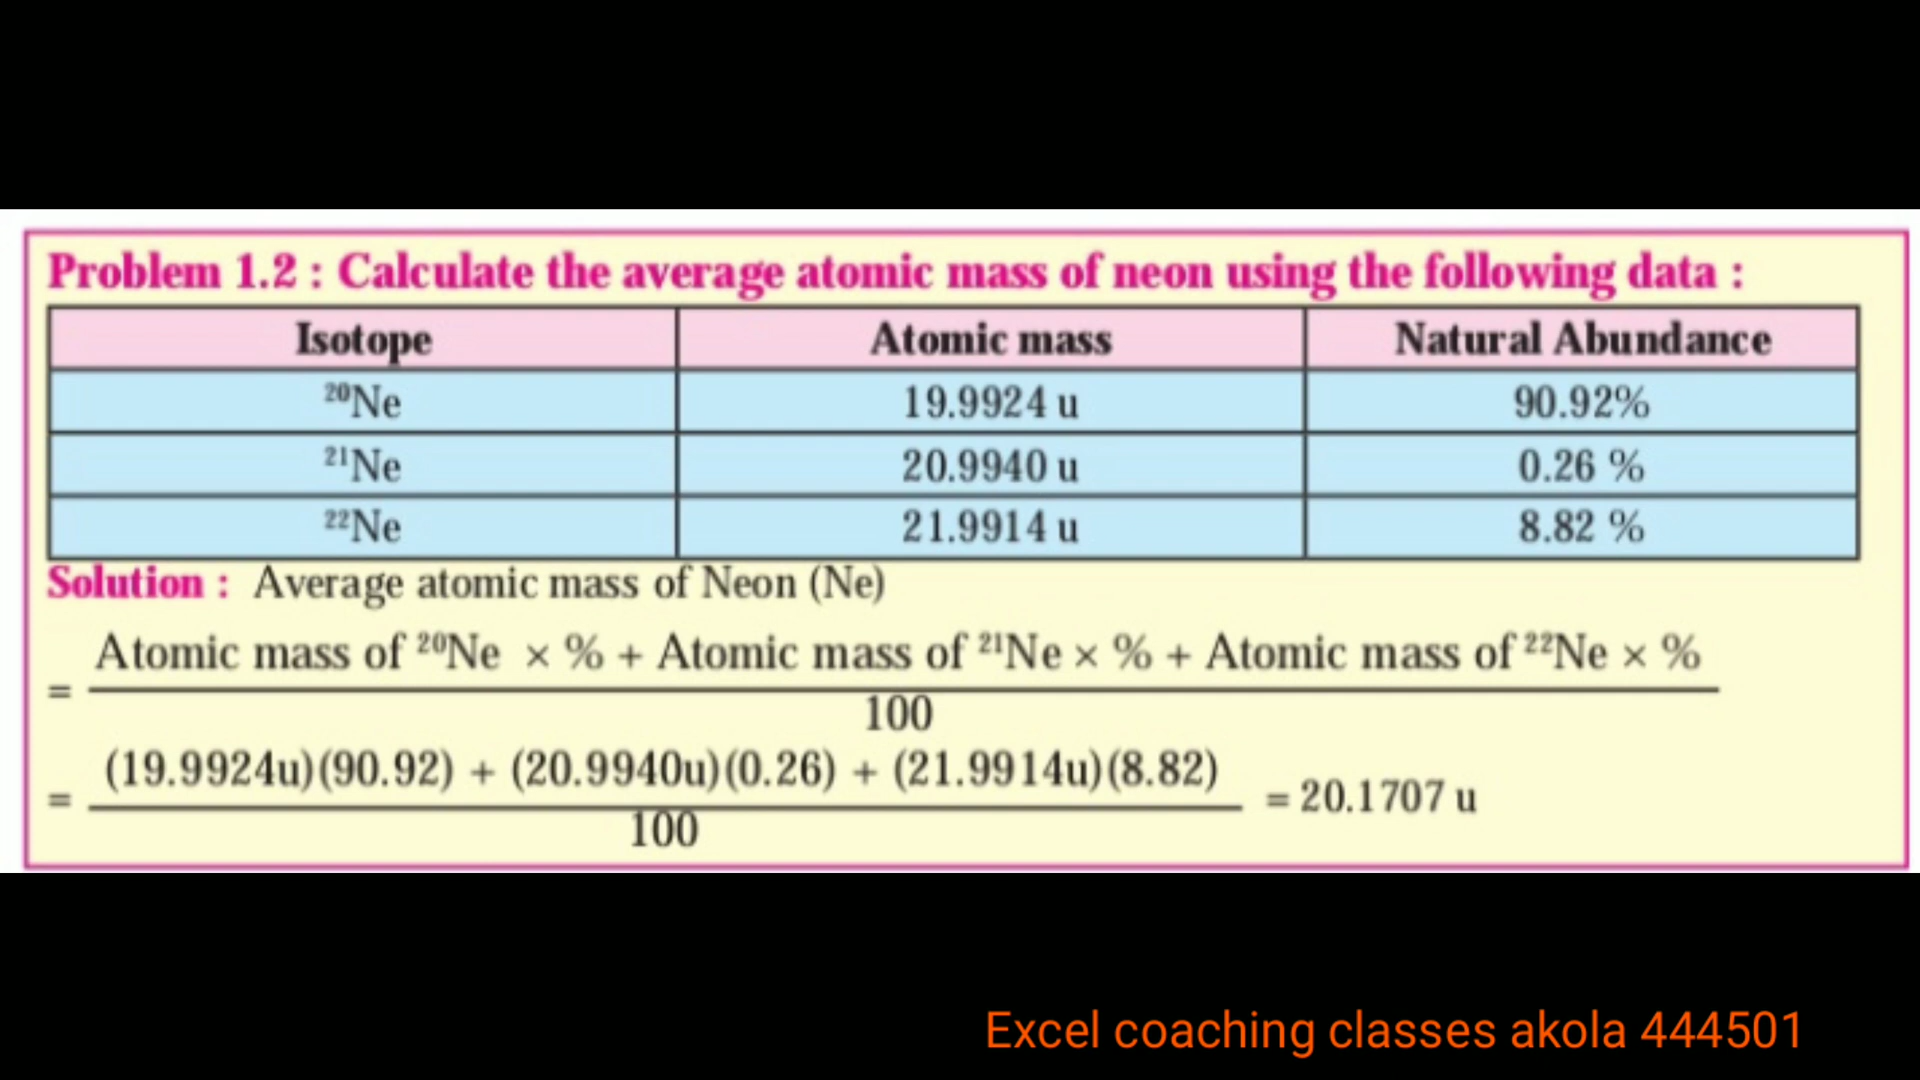 Problem 1.2 : Calculate the average atomic mass of neon using the following data :
Isotope Atomic mass Natural Abundance
²⁰Ne 19.9924 u 90.92%
²¹Ne 20.9940 u 0.26 %
²²Ne 21.9914 u 8.82 %
Solution : Average atomic mass of Neon (Ne)
= Atomic mass of ²⁰Ne × % + Atomic mass of ²¹Ne × % + Atomic mass of ²²Ne × %
100
= (19.9924u)(90.92) + (20.9940u)(0.26) + (21.9914u)(8.82) = 20.1707 u
100
Excel coaching classes akola 444501